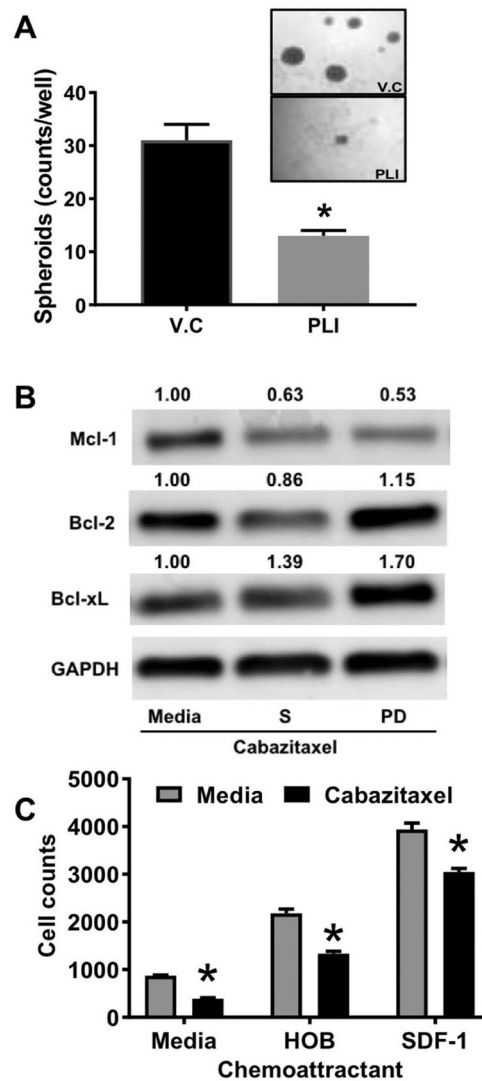 A
V.C
PLI
40
30
20
10
0
Spheroids (counts/well)
*
V.C PLI
B
1.00 0.63 0.53
Mcl-1
1.00 0.86 1.15
Bcl-2
1.00 1.39 1.70
Bcl-xL
GAPDH
Media S PD
Cabazitaxel
C
5000
4000
3000
2000
1000
0
Cell counts
Media Cabazitaxel
* * *
Media HOB SDF-1
Chemoattractant